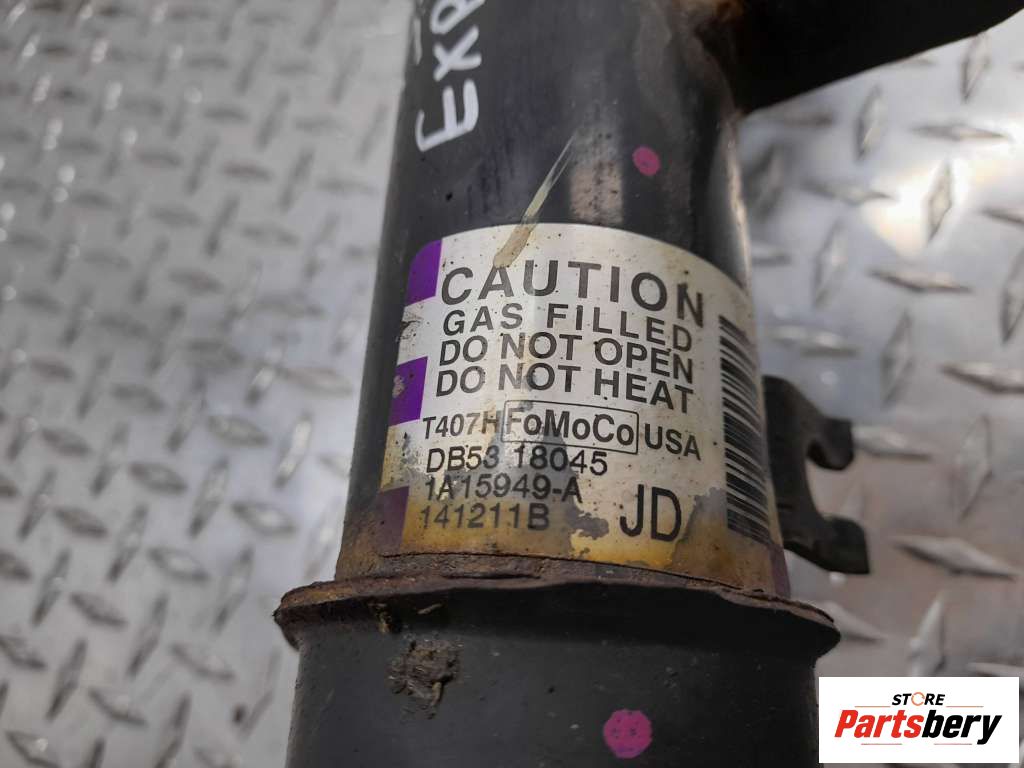 CAUTION
GAS FILLED
DO NOT OPEN
DO NOT HEAT
T407H FoMoCo USA
DB53 18045
1A15949-A
141211B JD
STORE
Partsbery